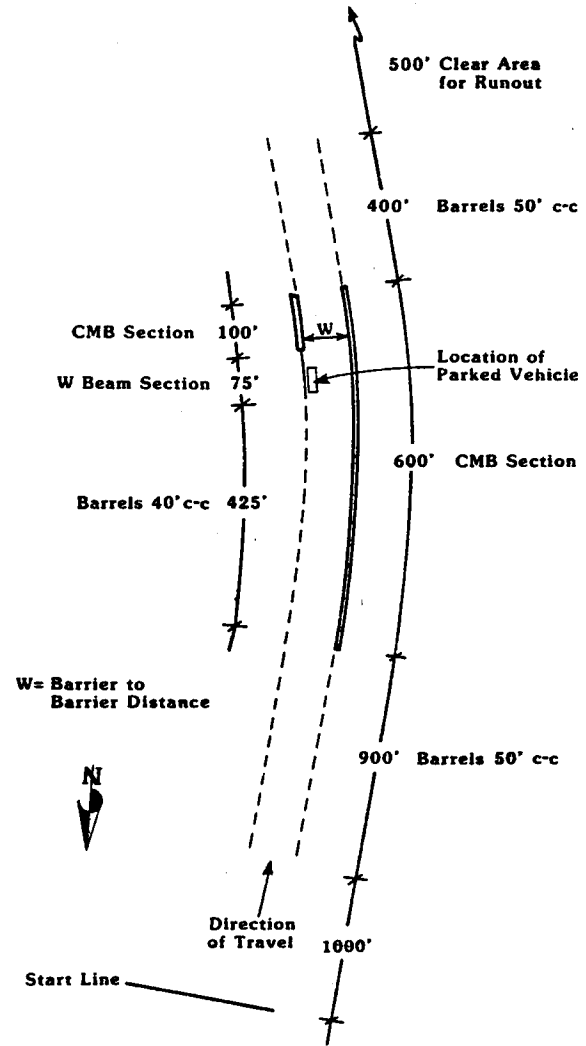 500' Clear Area
for Runout
400' Barrels 50' c-c
CMB Section 100'
W
W Beam Section 75'
Location of
Parked Vehicle
600' CMB Section
Barrels 40' c-c 425'
W= Barrier to
Barrier Distance
900' Barrels 50' c-c
N
Direction
of Travel
1000'
Start Line